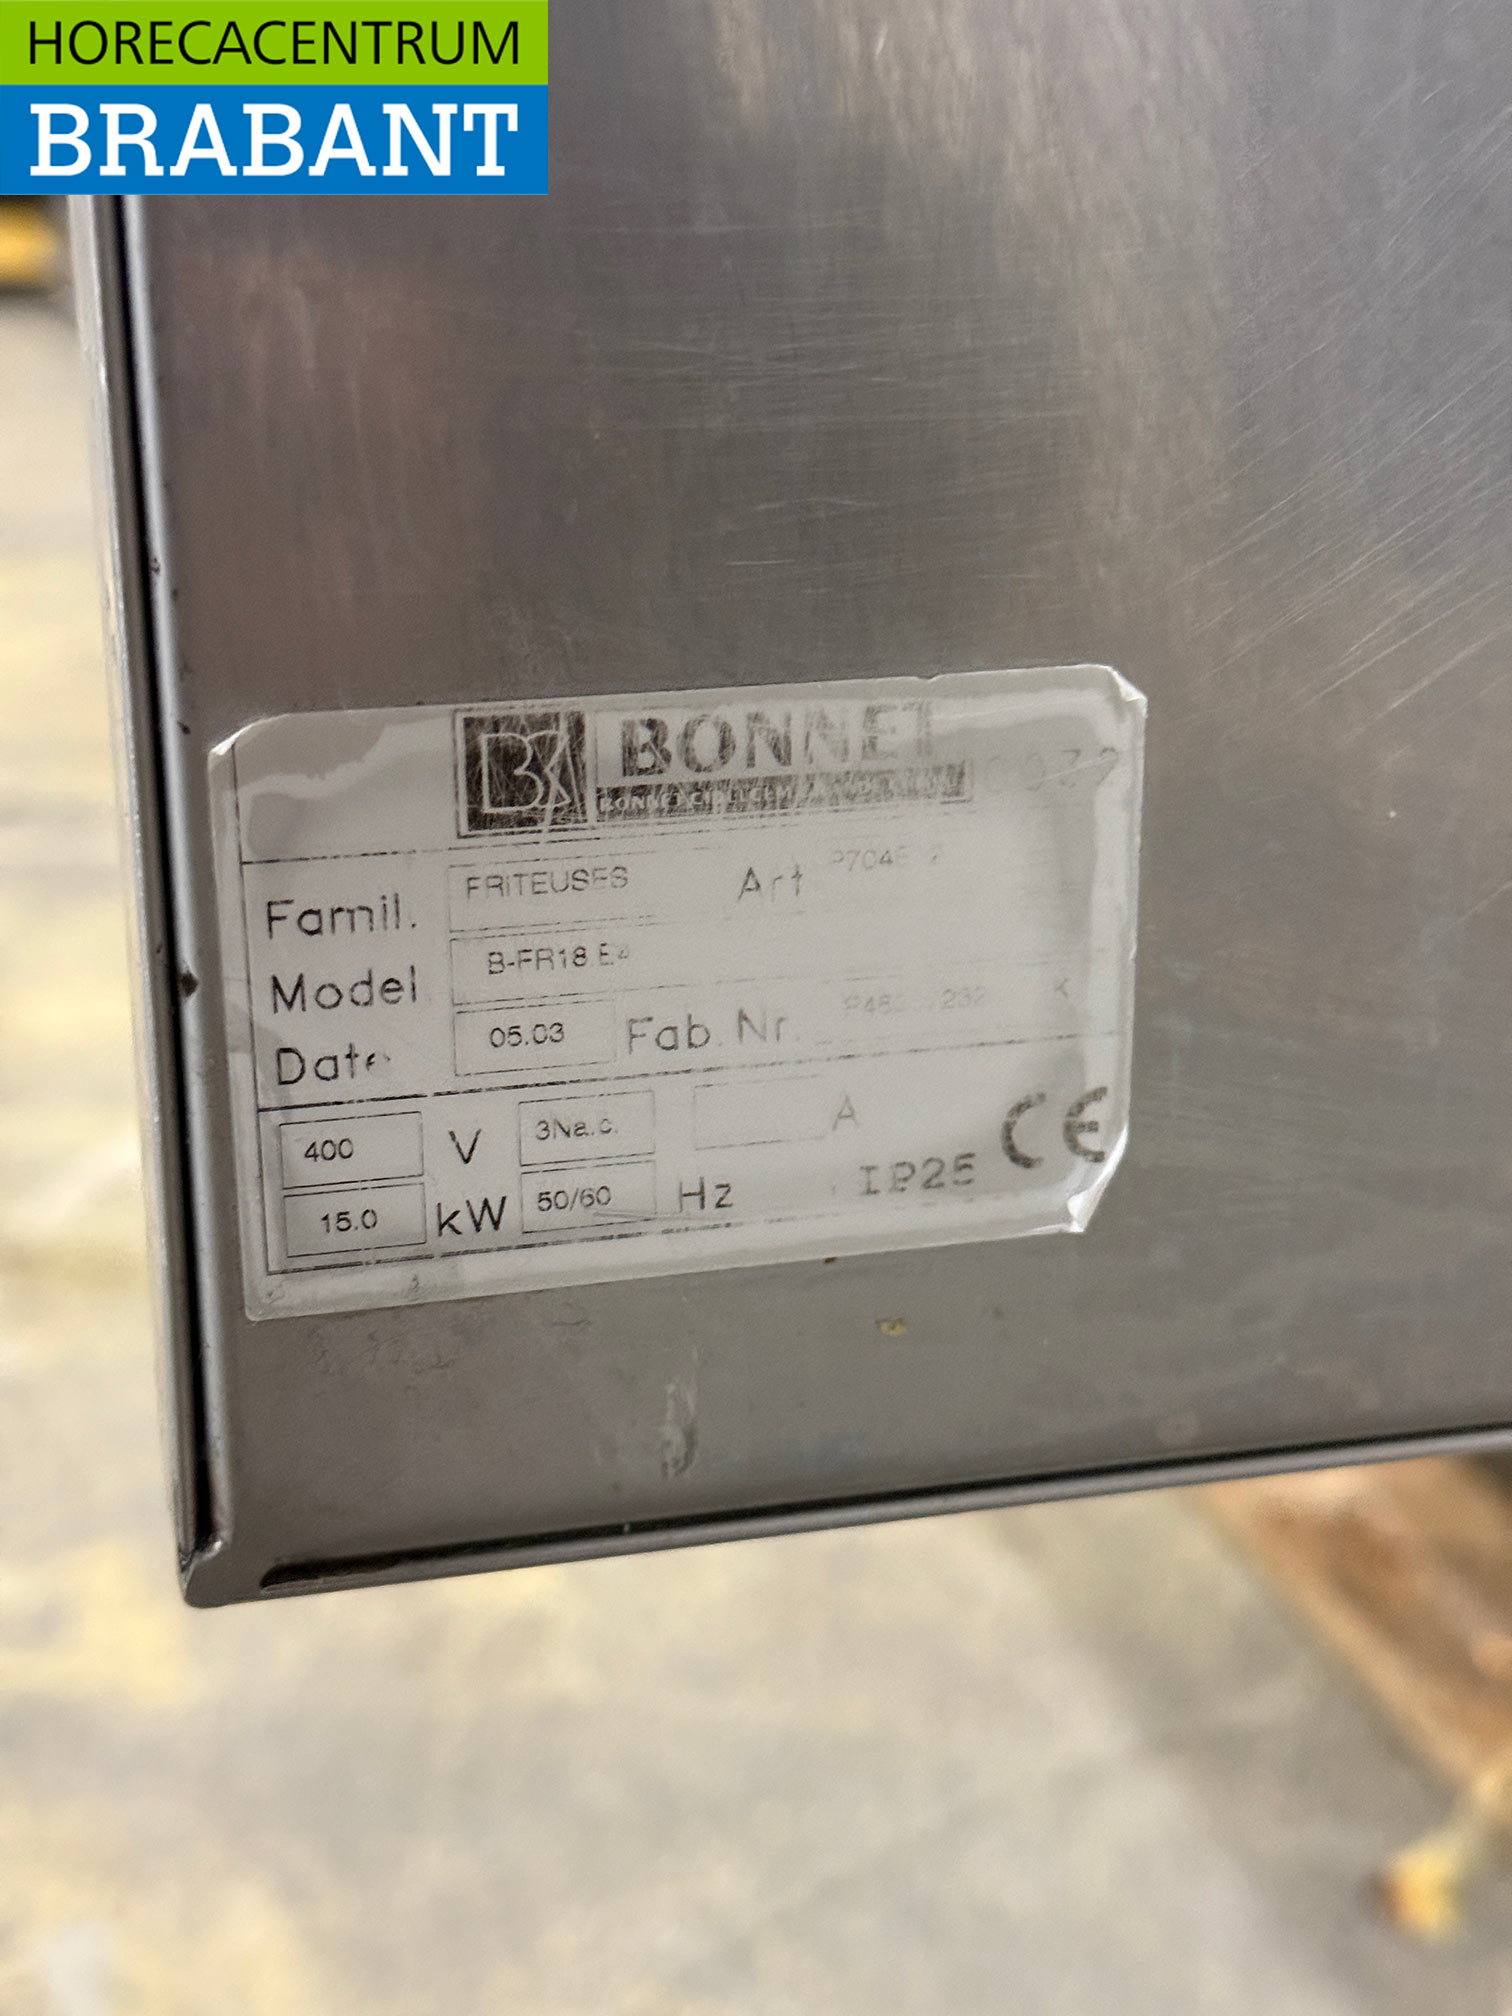 HORECACENTRUM
BRABANT
BONNET
Famil. FRITEUSES Art
Model B-FR18
Date 05.03 Fab. Nr.
400 V 3Na.c. A
15.0 kW 50/60 Hz IP25 CE